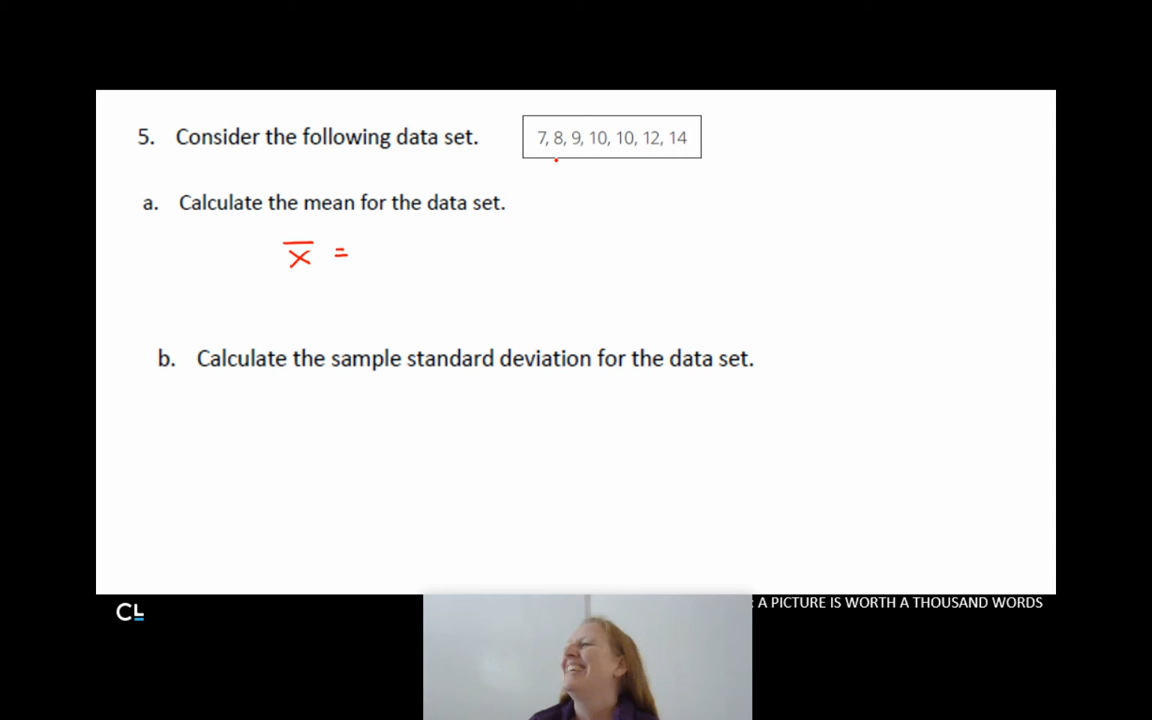 5. Consider the following data set. 7, 8, 9, 10, 10, 12, 14
a. Calculate the mean for the data set.
x̅ =
b. Calculate the sample standard deviation for the data set.
: A PICTURE IS WORTH A THOUSAND WORDS
CL